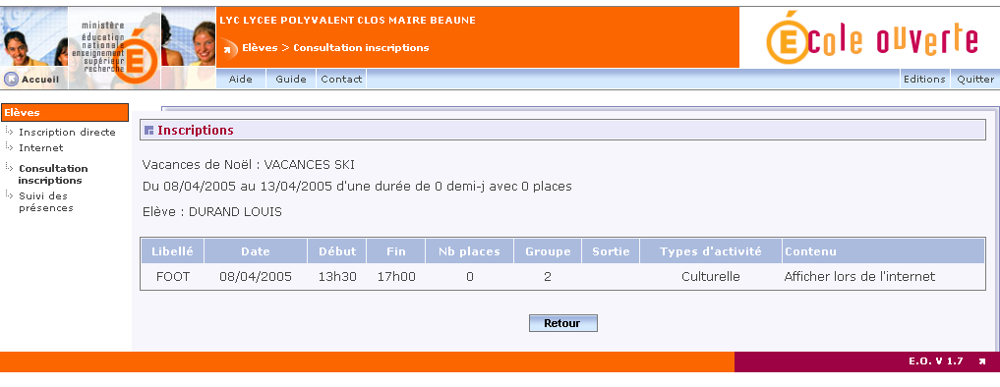 ministère
éducation
nationale
enseignement
supérieur
recherche
LYC LYCEE POLYVALENT CLOS MAIRE BEAUNE
Elèves > Consultation inscriptions
École ouverte
Accueil
Aide Guide Contact Editions Quitter
Elèves
Inscription directe
Internet
Consultation
inscriptions
Suivi des
présences
Inscriptions
Vacances de Noël : VACANCES SKI
Du 08/04/2005 au 13/04/2005 d'une durée de 0 demi-j avec 0 places
Elève : DURAND LOUIS
Libellé Date Début Fin Nb places Groupe Sortie Types d'activité Contenu
FOOT 08/04/2005 13h30 17h00 0 2 Culturelle Afficher lors de l'internet
Retour
E.O. V 1.7